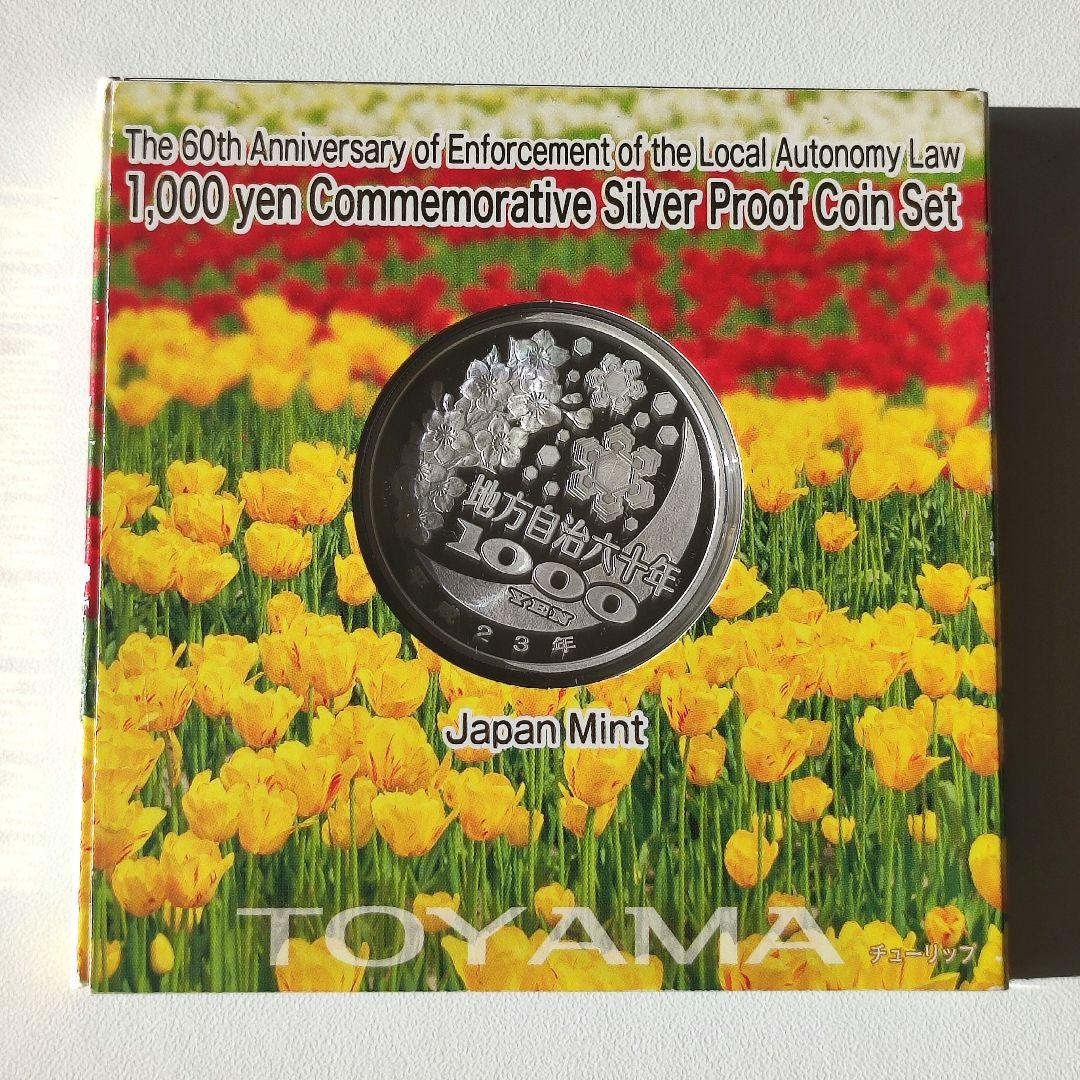 The 60th Anniversary of Enforcement of the Local Autonomy Law
1,000 yen Commemorative Silver Proof Coin Set
地方自治六十年
1000
YEN
平成23年
Japan Mint
TOYAMA
チューリップ